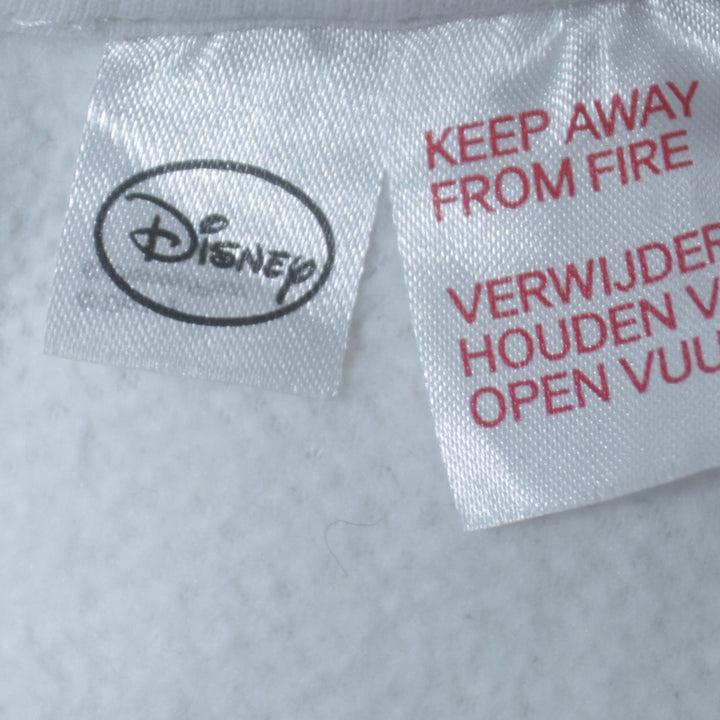 Disney
KEEP AWAY
FROM FIRE
VERWIJDER
HOUDEN V
OPEN VUU